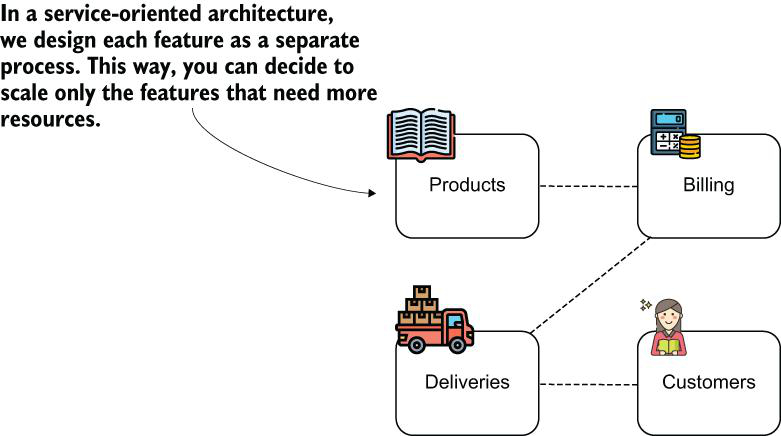 In a service-oriented architecture,
we design each feature as a separate
process. This way, you can decide to
scale only the features that need more
resources.
Products
Billing
Deliveries
Customers